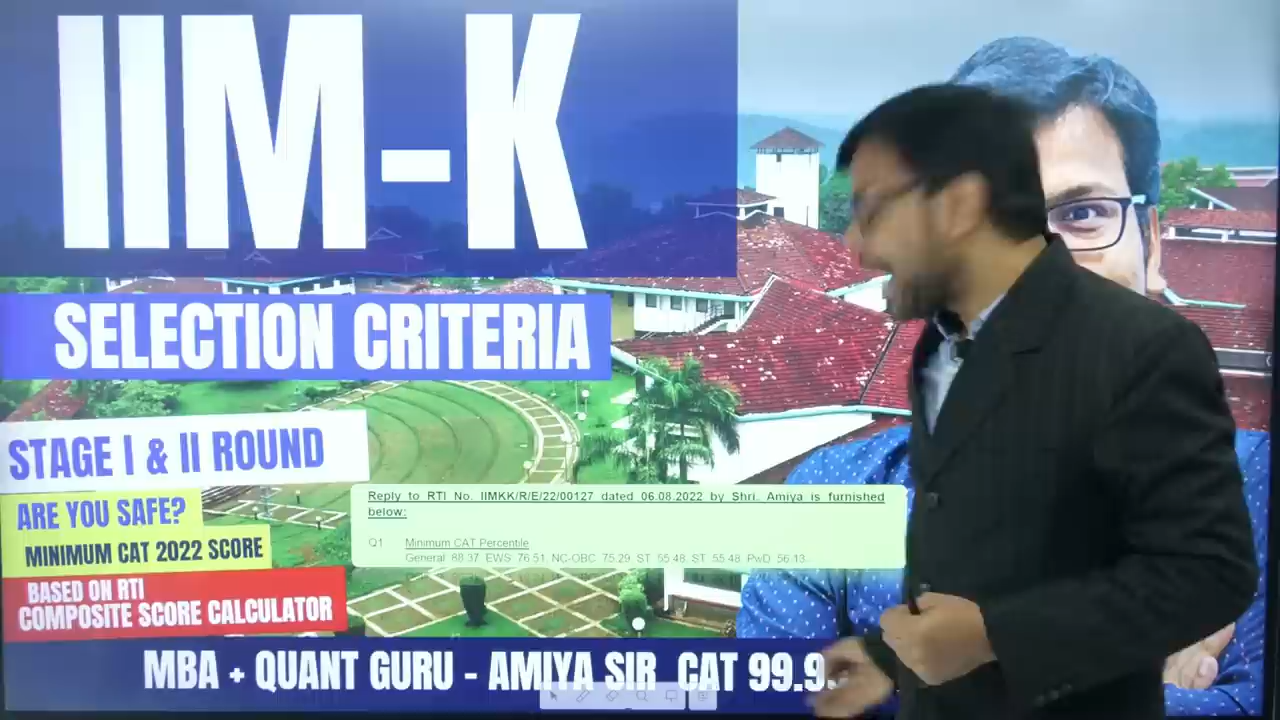 IIM-K
SELECTION CRITERIA
STAGE I & II ROUND
ARE YOU SAFE?
MINIMUM CAT 2022 SCORE
BASED ON RTI
COMPOSITE SCORE CALCULATOR
Reply to RTI No. IIMKK/R/E/22/00127 dated 06.08.2022 by Shri. Amiya is furnished
below:
Q1 Minimum CAT Percentile
General 88.37, EWS 76.51, NC-OBC 75.29, ST 55.48, ST 55.48, PwD 56.13
MBA + QUANT GURU - AMIYA SIR CAT 99.9